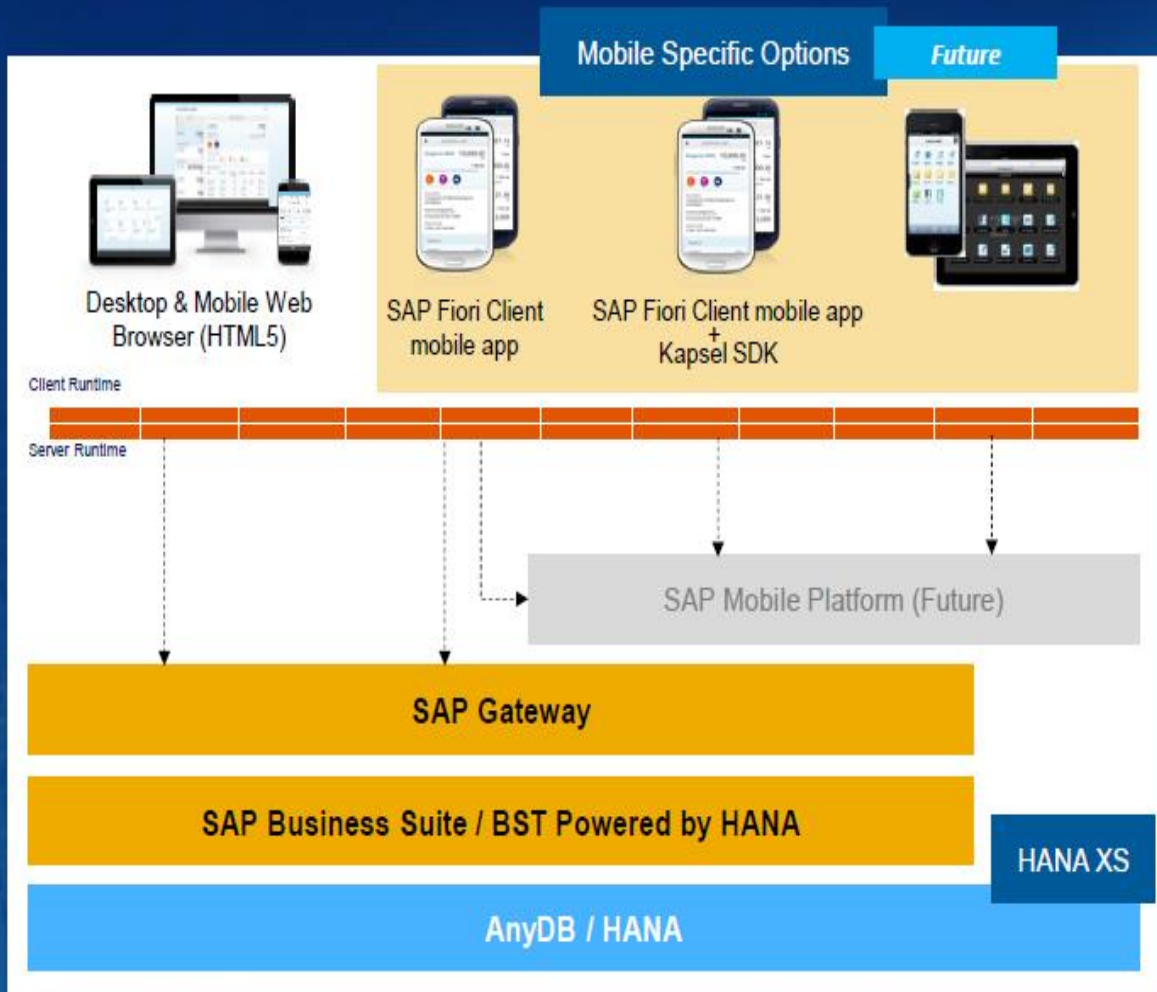 Mobile Specific Options
Future
Desktop & Mobile Web
Browser (HTML5)
SAP Fiori Client
mobile app
SAP Fiori Client mobile app
+
Kapsel SDK
Client Runtime
Server Runtime
SAP Mobile Platform (Future)
SAP Gateway
SAP Business Suite / BST Powered by HANA
HANA XS
AnyDB / HANA